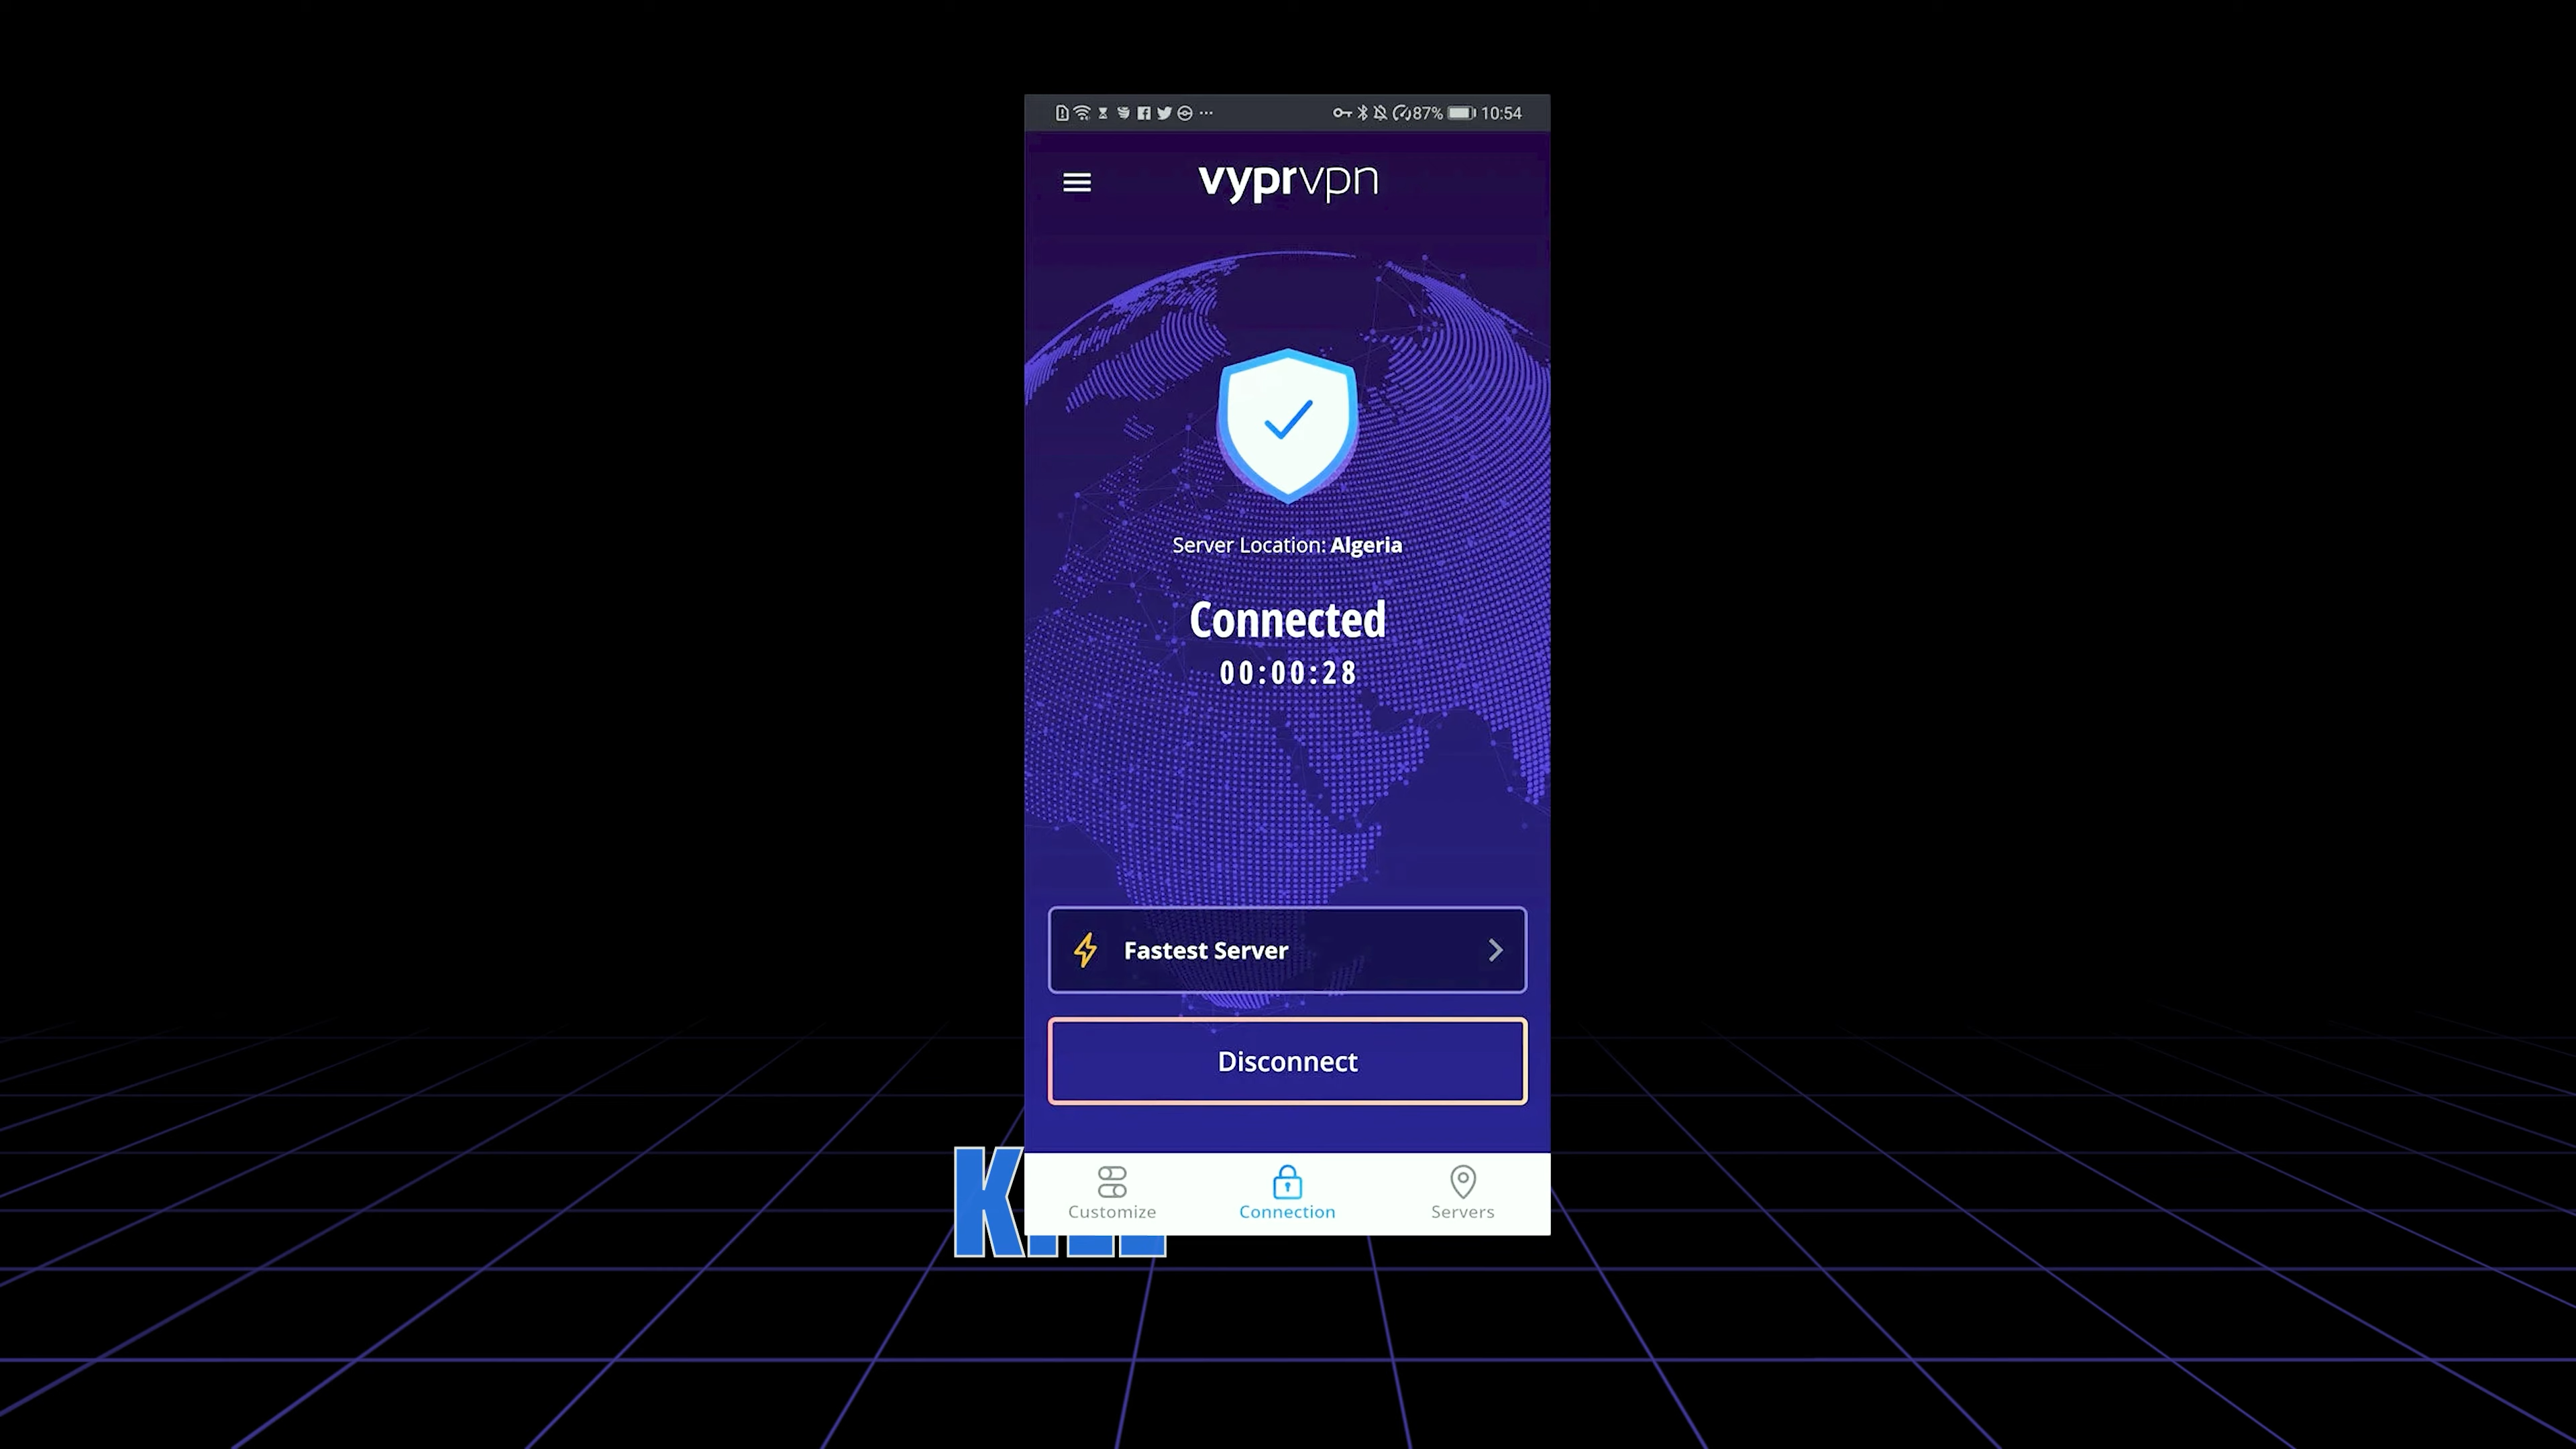 87% 10:54
vyprvpn
Server Location: Algeria
Connected
00:00:28
Fastest Server
Disconnect
Customize Connection Servers